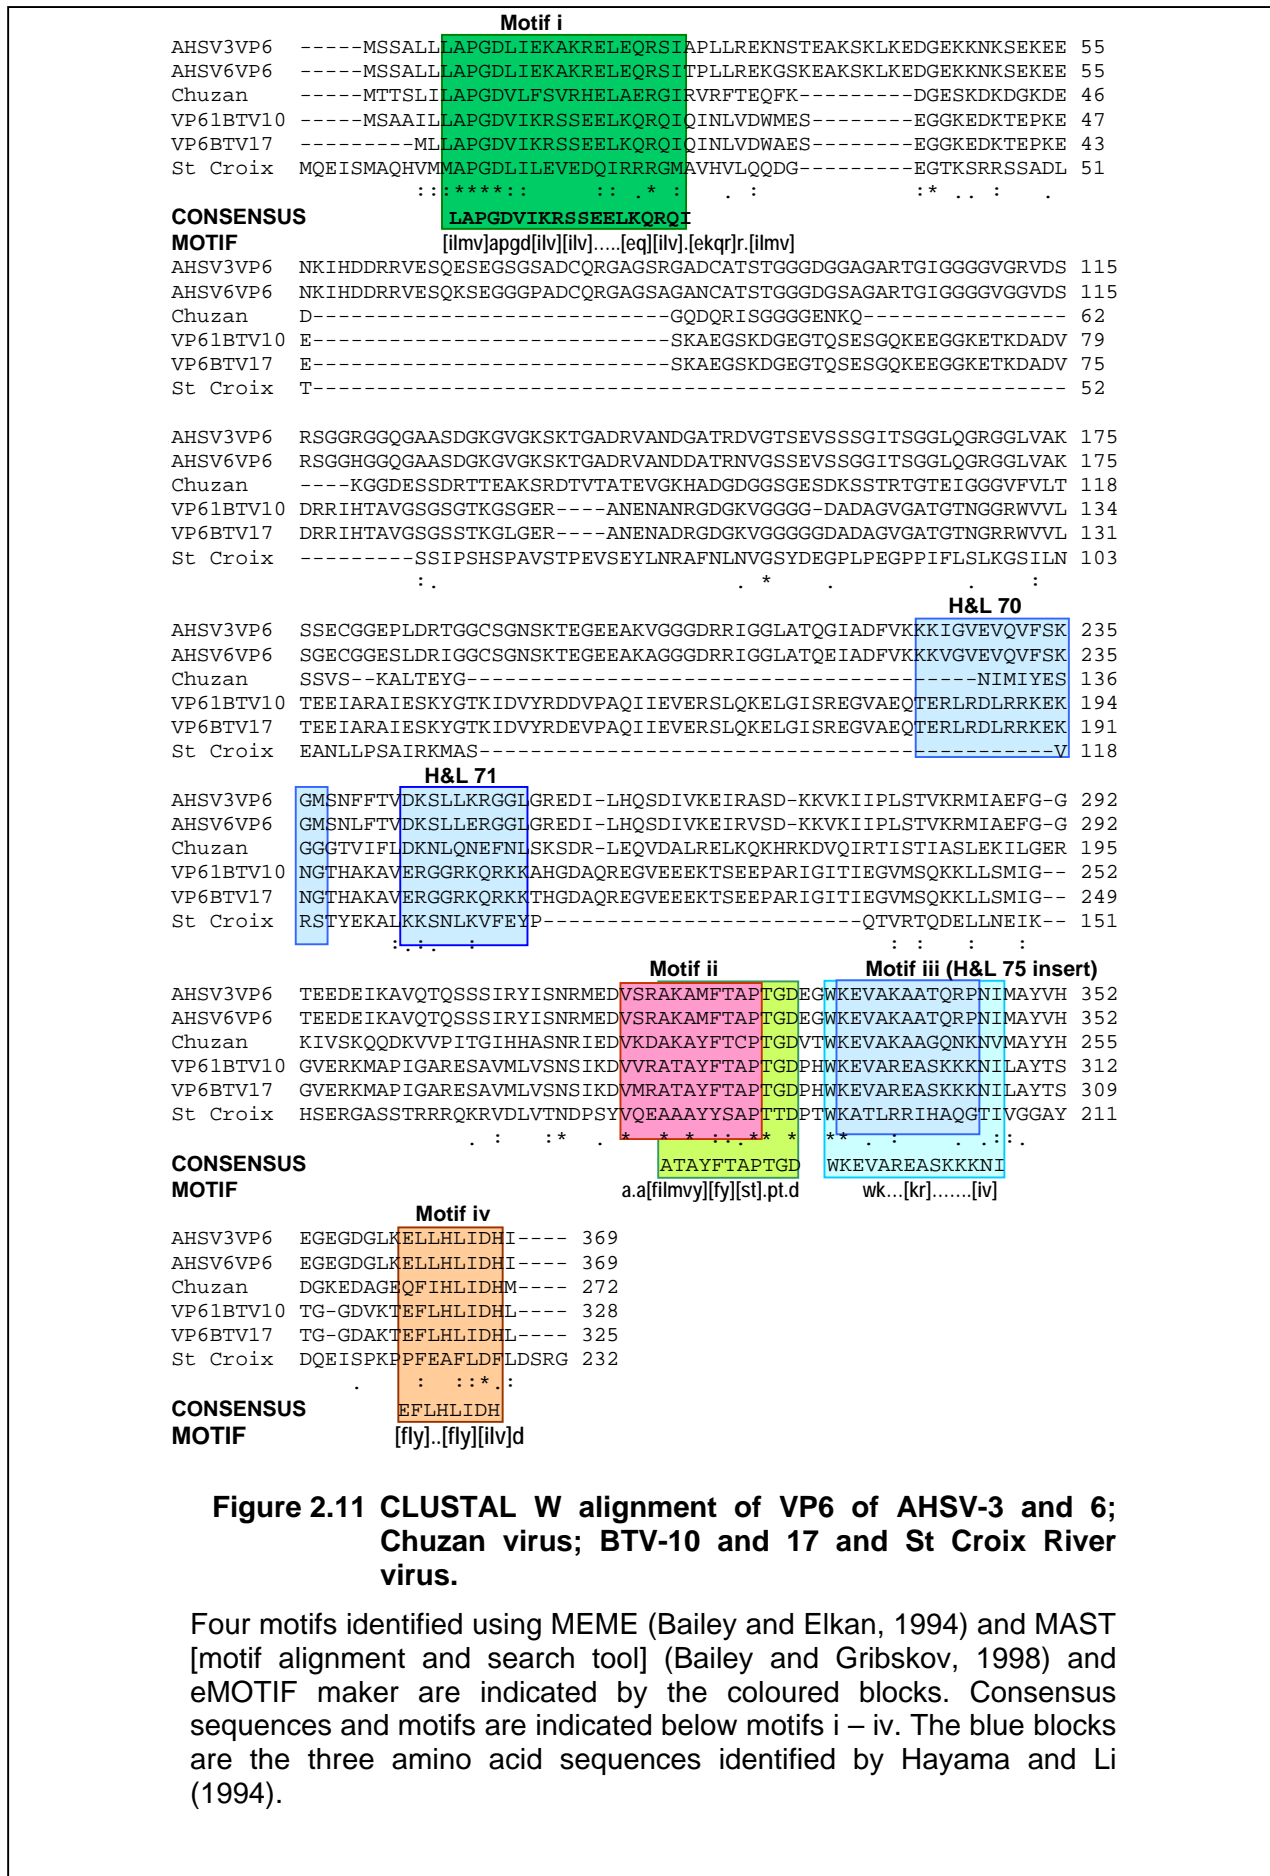 Motif i
AHSV3VP6 -----MSSALLLAPGDLIEKAKRELEQRSIAPLLREKNSTEAKSKLKEDGEKKNKSEKEE 55
AHSV6VP6 -----MSSALLLAPGDLIEKAKRELEQRSITPLLREKGSKEAKSKLKEDGEKKNKSEKEE 55
Chuzan -----MTTSLILAPGDVLFSVRHELAERGIRVRFTEQFK---------DGESKDKDGKDE 46
VP61BTV10 ----MSAAILLAPGDVIKRSSEELKQRQIQINLVDWMES--------EGGKEDKTEPKE 47
VP6BTV17 ---------MLLAPGDVIKRSSEELKQRQIQINLVDWAES--------EGGKEDKTEPKE 43
St Croix MQEISMAQHVMMAPGDLILEVEDQIRRRGMAVHVLQQDG---------EGTKSRRSSADL 51
: : : **** : : : : . * : . : : * . . : .
CONSENSUS LAPGDVIKRSSEELKQRQI
MOTIF [ilmv]apgd[ilv][ilv].....[eq][ilv].[ekqr]r.[ilmv]
AHSV3VP6 NKIHDDRRVESQESEGSGSADCQRGAGSRGADCATSTGGGDGGAGARTGIGGGGVGRVDS 115
AHSV6VP6 NKIHDDRRVESQKSEGGGPADCQRGAGSAGANCATSTGGGDGSAGARTGIGGGGVGGVDS 115
Chuzan D----------------------------GQDQRISGGGGENKQ---------------- 62
VP61BTV10 E----------------------------SKAEGSKDGEGTQSESGQKEEGGKETKDADV 79
VP6BTV17 E----------------------------SKAEGSKDGEGTQSESGQKEEGGKETKDADV 75
St Croix T----------------------------------------------------------- 52
AHSV3VP6 RSGGRGGQGAASDGKGVGKSKTGADRVANDGATRDVGTSEVSSSGITSGGLQGRGGLVAK 175
AHSV6VP6 RSGGHGGQGAASDGKGVGKSKTGADRVANDDATRNVGSSEVSSGGITSGGLQGRGGLVAK 175
Chuzan ----KGGDESSDRTTEAKSRDTVTATEVGKHADGDGGSGESDKSSTRTGTEIGGGVFVLT 118
VP61BTV10 DRRIHTAVGSGSGTKGSGER----ANENANRGDGKVGGGG-DADAGVGATGTNGGRWVVL 134
VP6BTV17 DRRIHTAVGSGSSTKGLGER----ANENADRGDGKVGGGGGDADAGVGATGTNGRRWVVL 131
St Croix ---------SSIPSHSPAVSTPEVSEYLNRAFNLNVGSYDEGPLPEGPPIFLSLKGSILN 103
: . . * . . :
H&L 70
AHSV3VP6 SSECGGEPLDRTGGCSGNSKTEGEEAKVGGGDRRIGGLATQGIADFVKKKIGVEVQVFSK 235
AHSV6VP6 SGECGGESLDRIGGCSGNSKTEGEEAKAGGGDRRIGGLATQEIADFVKKKVGVEVQVFSK 235
Chuzan SSVS--KALTEYG----------------------------------------NIMIYES 136
VP61BTV10 TEEIARAIESKYGTKIDVYRDDVPAQIIEVERSLQKELGISREGVAEQTERLRDLRRKEK 194
VP6BTV17 TEEIARAIESKYGTKIDVYRDEVPAQIIEVERSLQKELGISREGVAEQTERLRDLRRKEK 191
St Croix EANLLPSAIRKMAS---------------------------------------------V 118
H&L 71
AHSV3VP6 GMSNFFTVDKSLLKRGGLGREDI-LHQSDIVKEIRASD-KKVKIIPLSTVKRMIAEFG-G 292
AHSV6VP6 GMSNLFTVDKSLLERGGLGREDI-LHQSDIVKEIRVSD-KKVKIIPLSTVKRMIAEFG-G 292
Chuzan GGGTVIFLDKNLQNEFNLSKSDR-LEQVDALRELKQKHRKDVQIRTISTIASLEKILGER 195
VP61BTV10 NGTHAKAVERGGRKQRKKAHGDAQREGVEEEKTSEEPARIGITIEGVMSQKKLLSMIG-- 252
VP6BTV17 NGTHAKAVERGGRKQRKKTHGDAQREGVEEEKTSEEPARIGITIEGVMSQKKLLSMIG-- 249
St Croix RSTYEKALKKSNLKVFEYP-------------------------QTVRTQDELLNEIK-- 151
: . : . : : : : :
Motif ii Motif iii (H&L 75 insert)
AHSV3VP6 TEEDEIKAVQTQSSSIRYISNRMEDVSRAKAMFTAPTGDEGWKEVAKAATQRPNIMAYVH 352
AHSV6VP6 TEEDEIKAVQTQSSSIRYISNRMEDVSRAKAMFTAPTGDEGWKEVAKAATQRPNIMAYVH 352
Chuzan KIVSKQQDKVVPITGIHHASNRIEDVKDAKAYFTCPTGDVTWKEVAKAAGQNKNVMAYYH 255
VP61BTV10 GVERKMAPIGARESAVMLVSNSIKDVVRATAYFTAPTGDPHWKEVAREASKKKNILAYTS 312
VP6BTV17 GVERKMAPIGARESAVMLVSNSIKDVMRATAYFTAPTGDPHWKEVAREASKKKNILAYTS 309
St Croix HSERGASSTRRRQKRVDLVTNDPSYVQEAAAYYSAPTTDPTWKATLRRIHAQGTIVGGAY 211
. : : * . * * * : : . * * * * * . : . . : : .
CONSENSUS ATAYFTAPTGD WKEVAREASKKKNI
MOTIF a.a[filmvy][fy][st].pt.d wk...[kr].......[iv]
Motif iv
AHSV3VP6 EGEGDGLKELLHLIDHI---- 369
AHSV6VP6 EGEGDGLKELLHLIDHI---- 369
Chuzan DGKEDAGEQFIHLIDHM---- 272
VP61BTV10 TG-GDVKTEFLHLIDHL---- 328
VP6BTV17 TG-GDAKTEFLHLIDHL---- 325
St Croix DQEISPKPPFEAFLDFLDSRG 232
. : : : * . :
CONSENSUS EFLHLIDH
MOTIF [fly]..[fly][ilv]d
Figure 2.11 CLUSTAL W alignment of VP6 of AHSV-3 and 6;
Chuzan virus; BTV-10 and 17 and St Croix River
virus.
Four motifs identified using MEME (Bailey and Elkan, 1994) and MAST
[motif alignment and search tool] (Bailey and Gribskov, 1998) and
eMOTIF maker are indicated by the coloured blocks. Consensus
sequences and motifs are indicated below motifs i – iv. The blue blocks
are the three amino acid sequences identified by Hayama and Li
(1994).